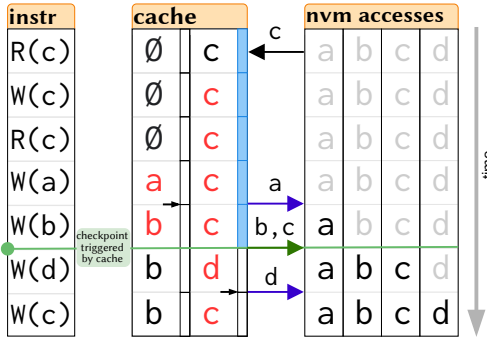 instr cache nvm accesses
c
R(c) Ø c a b c d
W(c) Ø c a b c d
R(c) Ø c a b c d
W(a) a c a b c d
a
W(b) b c a b c d
b,c
checkpoint
triggered
by cache
W(d) b d a b c d
d
W(c) b c a b c d
time